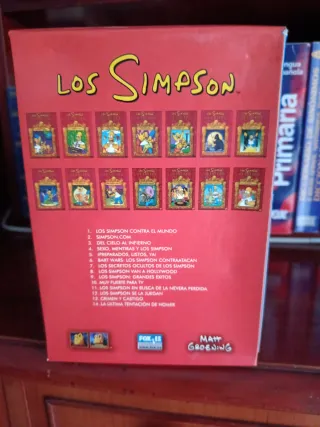 LOS SIMPSON
1. LOS SIMPSON CONTRA EL MUNDO
2. SIMPSON.COM
3. DEL CIELO AL INFIERNO
4. SEXO, MENTIRAS Y LOS SIMPSON
5. ¡PREPARADOS, LISTOS, YA!
6. BART WARS: LOS SIMPSON CONTRAATACAN
7. LOS SECRETOS OCULTOS DE LOS SIMPSON
8. LOS SIMPSON VAN A HOLLYWOOD
9. LOS SIMPSON: GRANDES ÉXITOS
10. MUY FUERTE PARA TV
11. LOS SIMPSON EN BUSCA DE LA NEVERA PERDIDA
12. LOS SIMPSON SE LA JUEGAN
13. CRIMEN Y CASTIGO
14. LA ÚLTIMA TENTACIÓN DE HOMER
FOX
MATT GROENING
Primaria